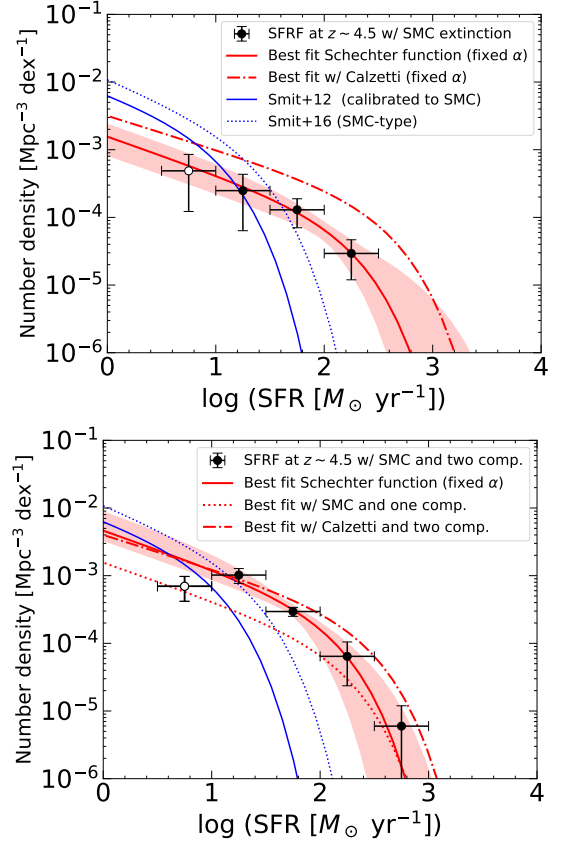 10⁻¹
10⁻²
10⁻³
10⁻⁴
10⁻⁵
10⁻⁶
Number density [Mpc⁻³ dex⁻¹]
SFRF at z ~ 4.5 w/ SMC extinction
Best fit Schechter function (fixed α)
Best fit w/ Calzetti (fixed α)
Smit+12 (calibrated to SMC)
Smit+16 (SMC-type)
0 1 2 3 4
log (SFR [M⊙ yr⁻¹])
10⁻¹
10⁻²
10⁻³
10⁻⁴
10⁻⁵
10⁻⁶
Number density [Mpc⁻³ dex⁻¹]
SFRF at z ~ 4.5 w/ SMC and two comp.
Best fit Schechter function (fixed α)
Best fit w/ SMC and one comp.
Best fit w/ Calzetti and two comp.
0 1 2 3 4
log (SFR [M⊙ yr⁻¹])